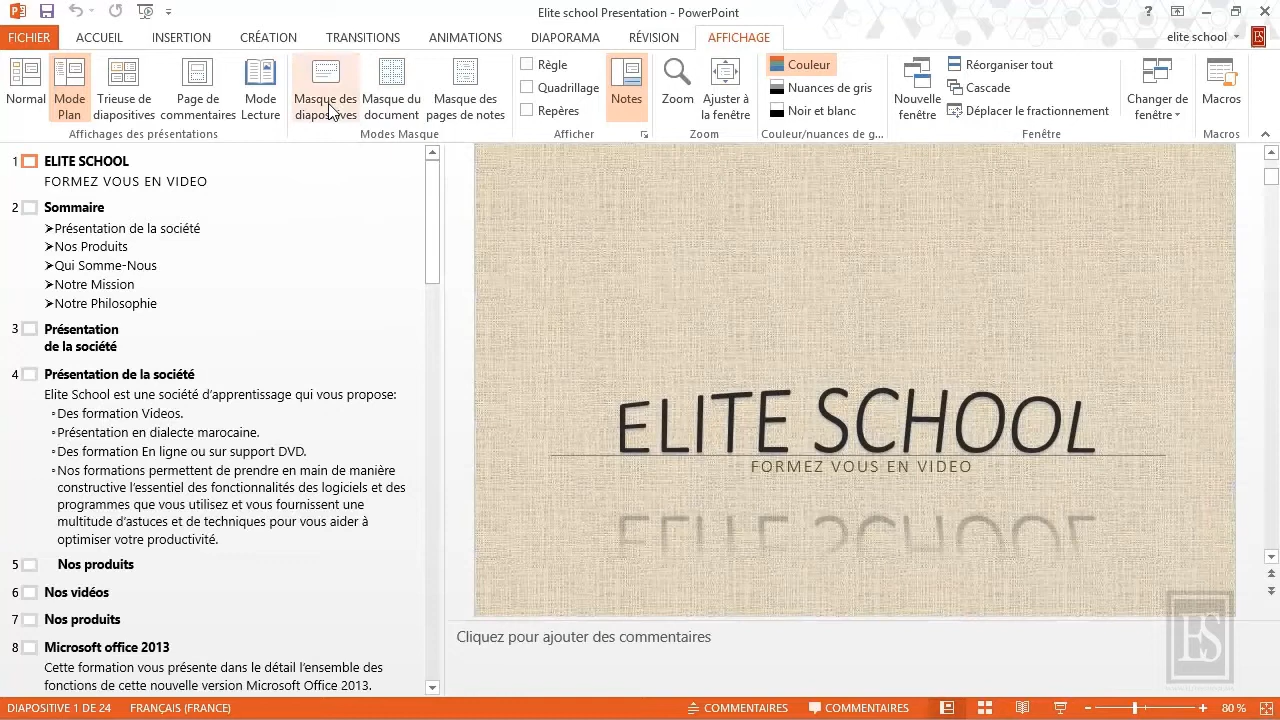 Elite school Presentation - PowerPoint
FICHIER ACCUEIL INSERTION CRÉATION TRANSITIONS ANIMATIONS DIAPORAMA RÉVISION AFFICHAGE elite school ES
Normal
Mode Plan
Trieuse de diapositives
Page de commentaires
Mode Lecture
Affichages des présentations
Masque des diapositives
Masque du document
Masque des pages de notes
Modes Masque
Règle
Quadrillage
Repères
Afficher
Notes
Zoom
Ajuster à la fenêtre
Zoom
Couleur
Nuances de gris
Noir et blanc
Couleur/nuances de g...
Nouvelle fenêtre
Réorganiser tout
Cascade
Déplacer le fractionnement
Changer de fenêtre
Fenêtre
Macros
Macros
1 ELITE SCHOOL
FORMEZ VOUS EN VIDEO
2 Sommaire
➢Présentation de la société
➢Nos Produits
➢Qui Somme-Nous
➢Notre Mission
➢Notre Philosophie
3 Présentation
de la société
4 Présentation de la société
Elite School est une société d’apprentissage qui vous propose:
▫Des formation Videos.
▫Présentation en dialecte marocaine.
▫Des formation En ligne ou sur support DVD.
▫Nos formations permettent de prendre en main de manière
constructive l’essentiel des fonctionnalités des logiciels et des
programmes que vous utilisez et vous fournissent une
multitude d’astuces et de techniques pour vous aider à
optimiser votre productivité.
5 Nos produits
6 Nos vidéos
7 Nos produits
8 Microsoft office 2013
Cette formation vous présente dans le détail l’ensemble des
fonctions de cette nouvelle version Microsoft Office 2013.
ELITE SCHOOL
FORMEZ VOUS EN VIDEO
Cliquez pour ajouter des commentaires
ES
DIAPOSITIVE 1 DE 24 FRANÇAIS (FRANCE) COMMENTAIRES COMMENTAIRES 80 %